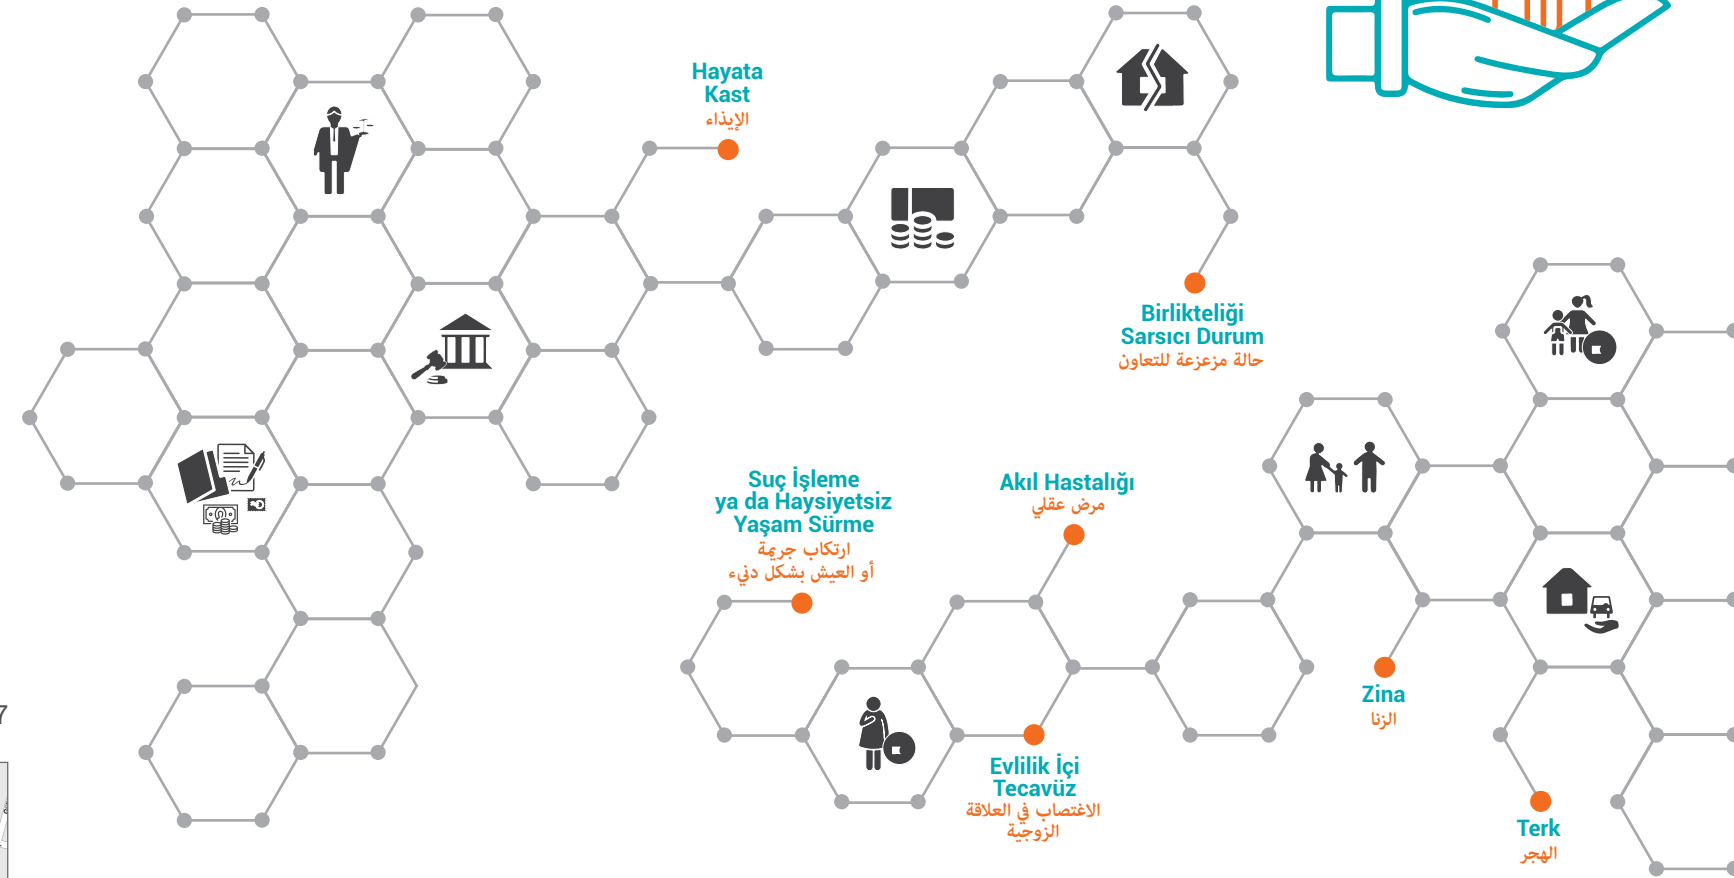 Hayata
Kast
الإيذاء
Birlikteliği
Sarsıcı Durum
حالة مزعزعة للتعاون
Suç İşleme
ya da Haysiyetsiz
Yaşam Sürme
ارتكاب جريمة
أو العيش بشكل دنيء
Akıl Hastalığı
مرض عقلي
Evlilik İçi
Tecavüz
الاغتصاب في العلاقة
الزوجية
Zina
الزنا
Terk
الهجر
7